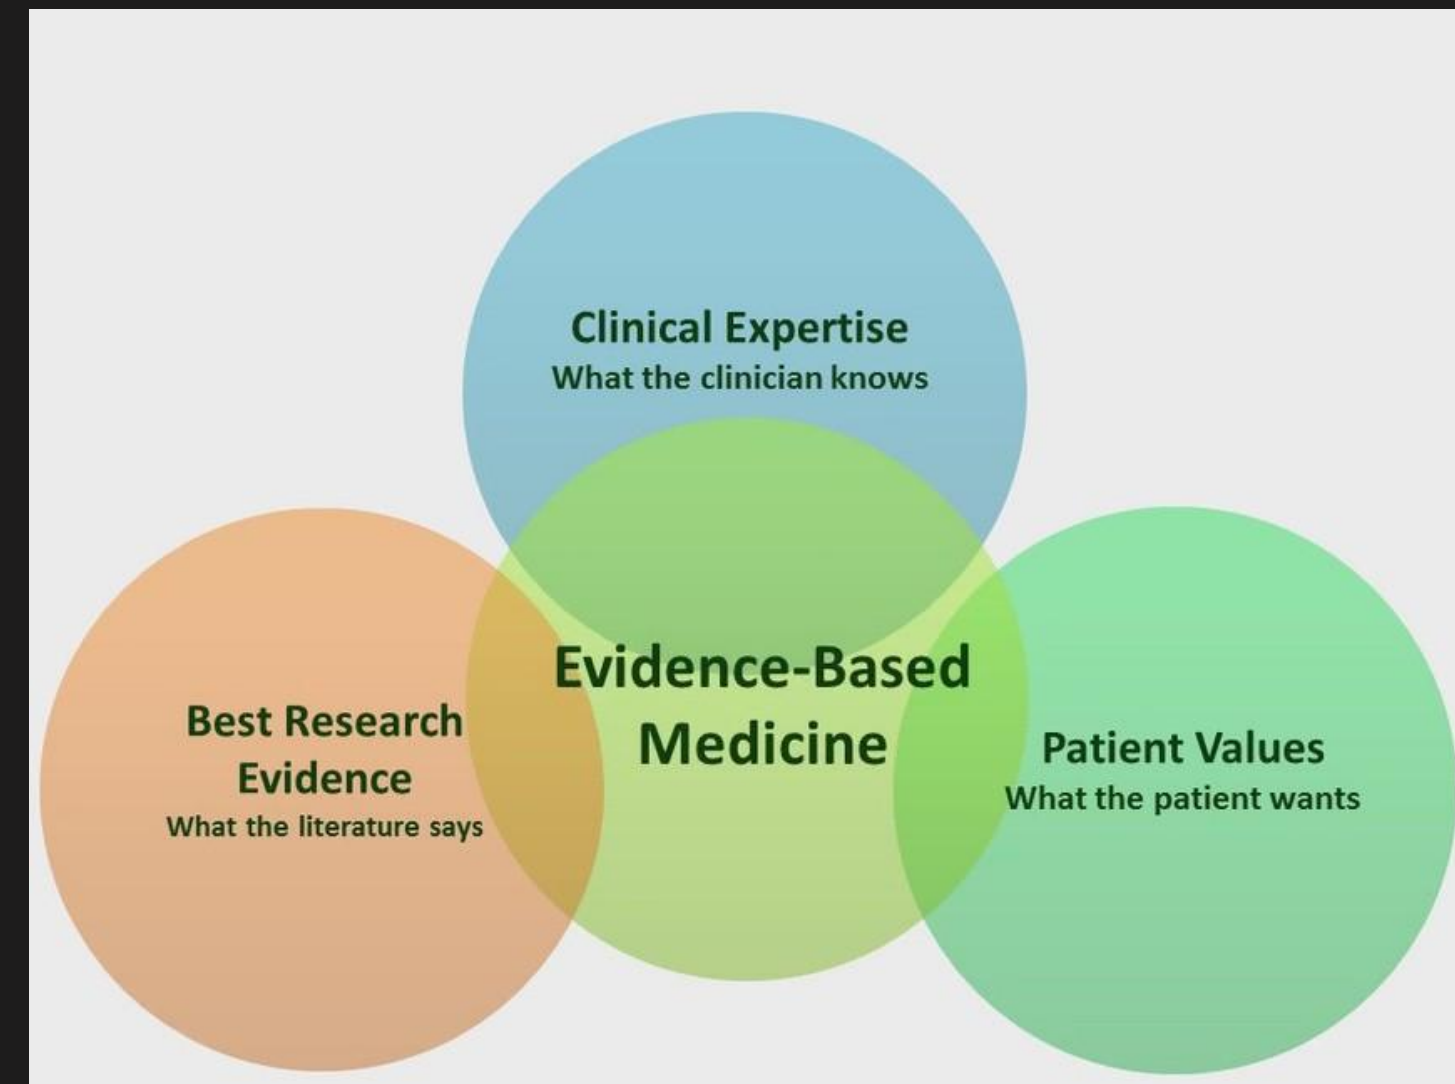 Clinical Expertise
What the clinician knows
Evidence-Based
Medicine
Best Research
Evidence
What the literature says
Patient Values
What the patient wants